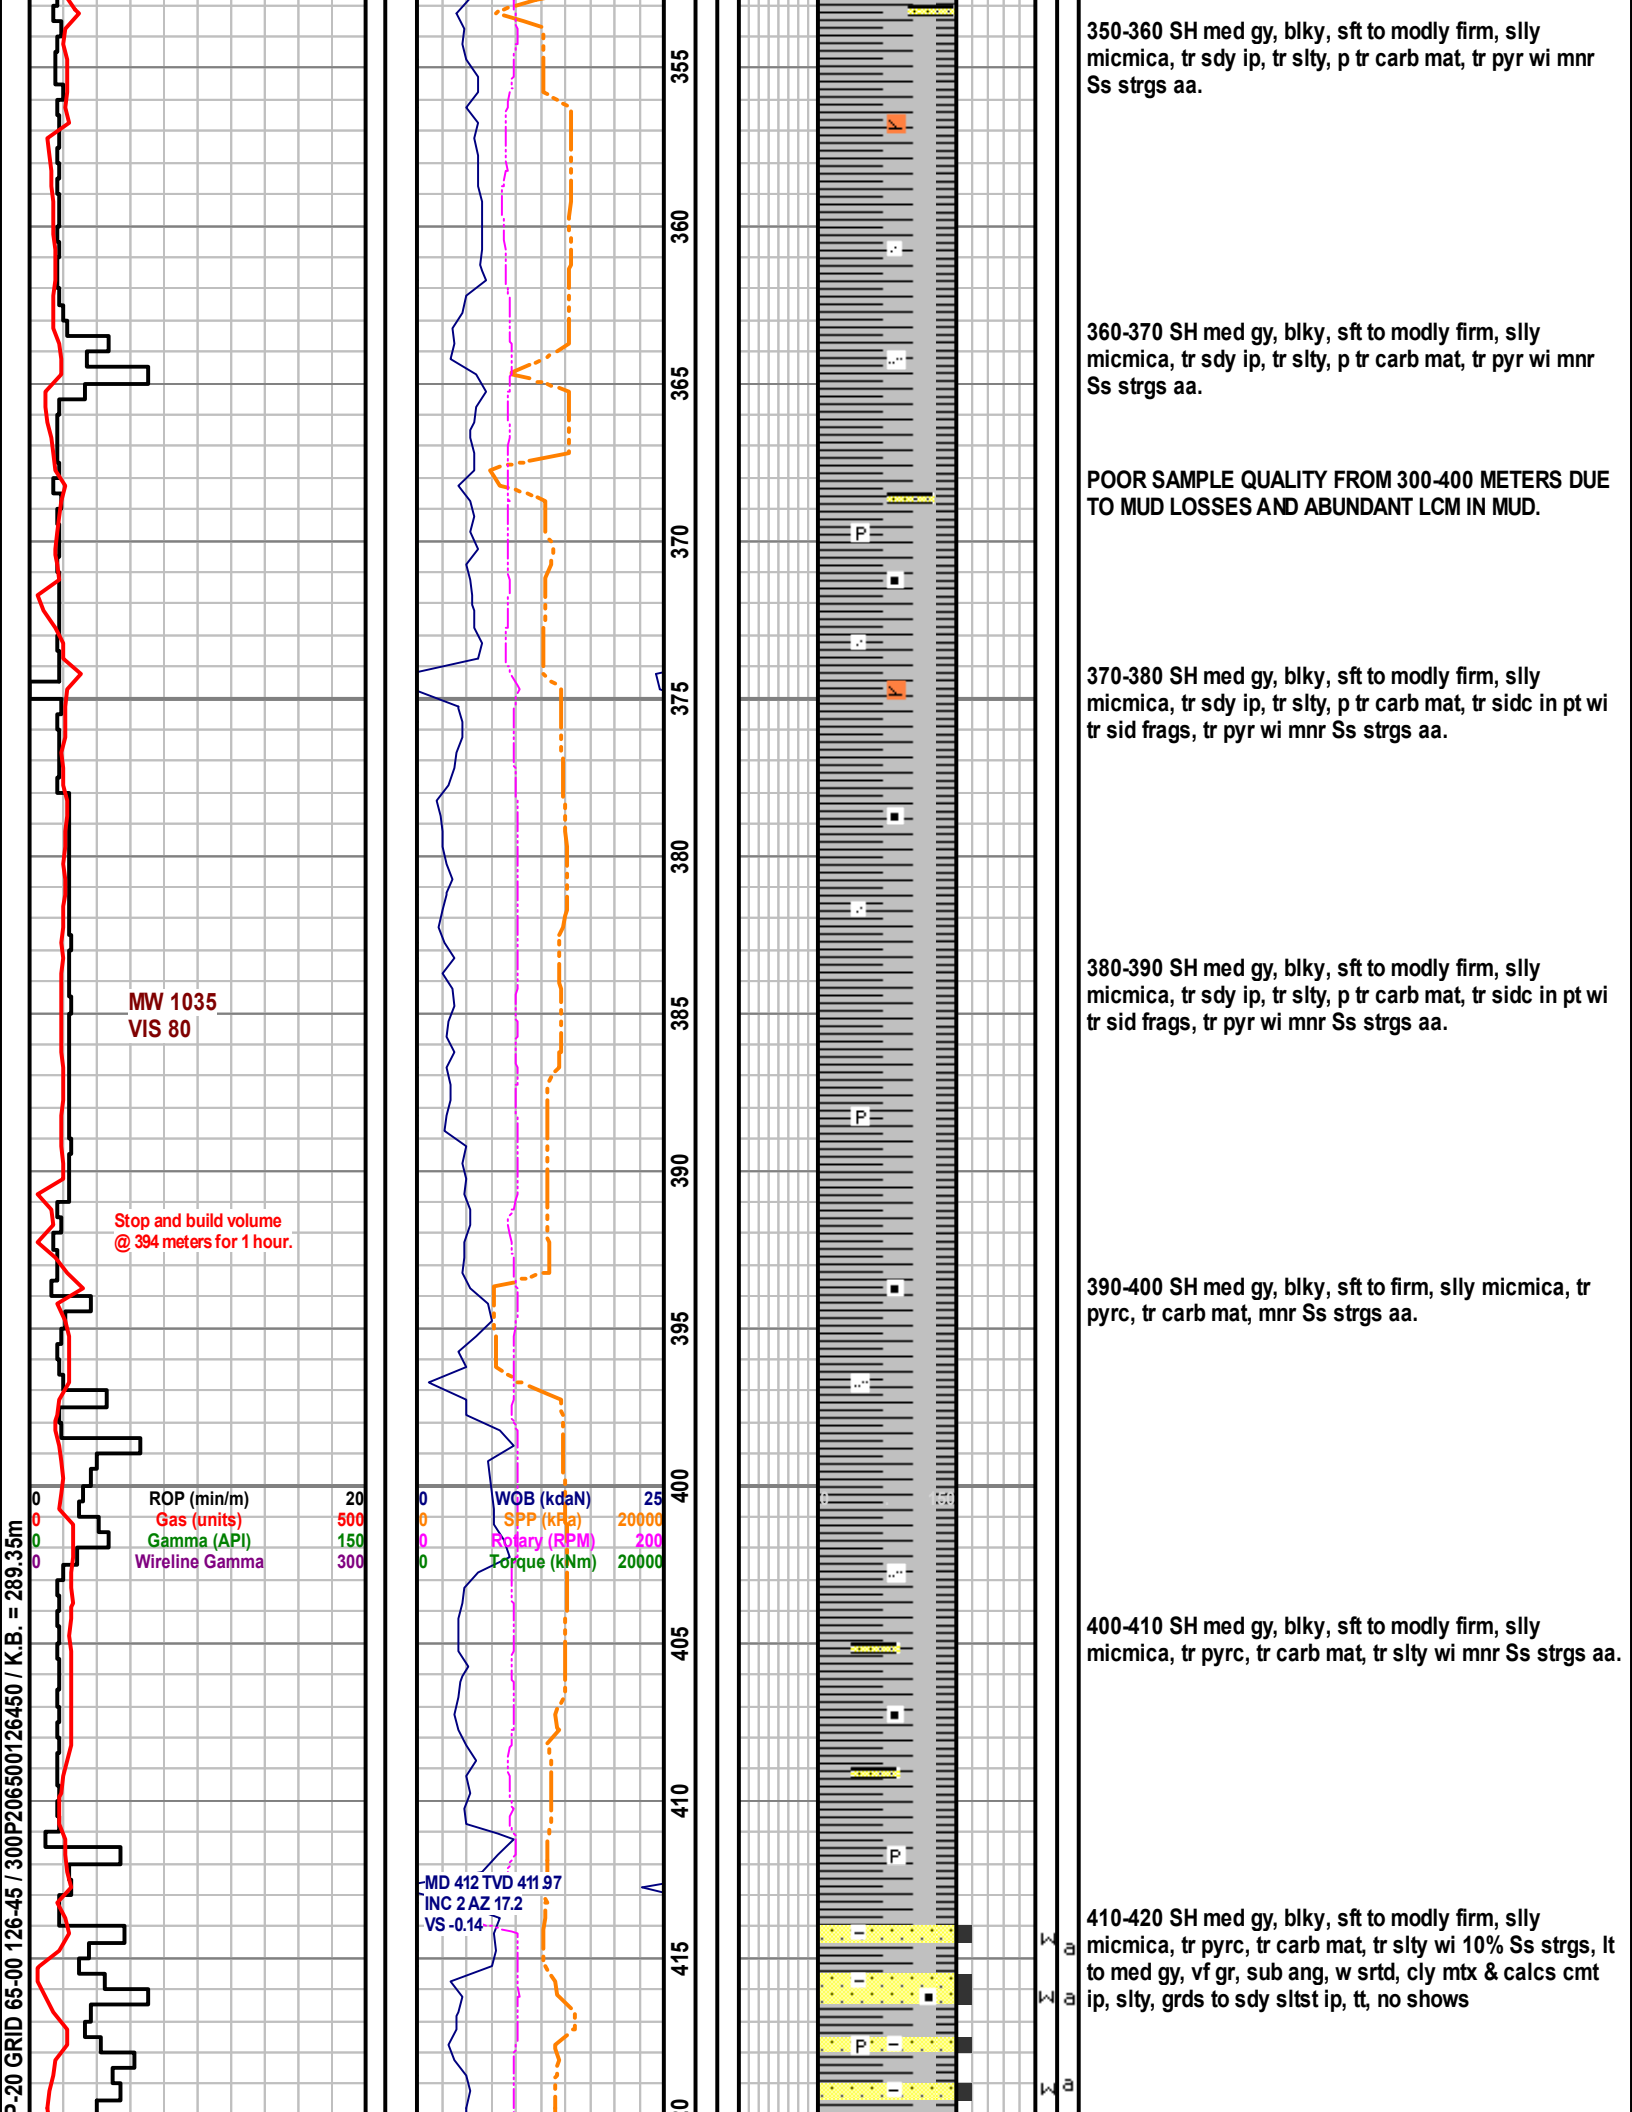 350-360 SH med gy, blky, sft to modly firm, slly
micmica, tr sdy ip, tr slty, p tr carb mat, tr pyr wi mnr
Ss strgs aa.
355
360
360-370 SH med gy, blky, sft to modly firm, slly
micmica, tr sdy ip, tr slty, p tr carb mat, tr pyr wi mnr
Ss strgs aa.
365
POOR SAMPLE QUALITY FROM 300-400 METERS DUE
TO MUD LOSSES AND ABUNDANT LCM IN MUD.
P
370
370-380 SH med gy, blky, sft to modly firm, slly
micmica, tr sdy ip, tr slty, p tr carb mat, tr sidc in pt wi
tr sid frags, tr pyr wi mnr Ss strgs aa.
375
380
380-390 SH med gy, blky, sft to modly firm, slly
micmica, tr sdy ip, tr slty, p tr carb mat, tr sidc in pt wi
tr sid frags, tr pyr wi mnr Ss strgs aa.
MW 1035
VIS 80
385
P
390
Stop and build volume
@ 394 meters for 1 hour.
390-400 SH med gy, blky, sft to firm, slly micmica, tr
pyrc, tr carb mat, mnr Ss strgs aa.
395
400
0 ROP (min/m) 20
0 Gas (units) 500
0 Gamma (API) 150
0 Wireline Gamma 300
0 WOB (kdaN) 25
0 SPP (kPa) 20000
0 Rotary (RPM) 200
0 Torque (kNm) 20000
0 150
400-410 SH med gy, blky, sft to modly firm, slly
micmica, tr pyrc, tr carb mat, tr slty wi mnr Ss strgs aa.
405
410
P
MD 412 TVD 411.97
INC 2 AZ 17.2
VS -0.14
410-420 SH med gy, blky, sft to modly firm, slly
micmica, tr pyrc, tr carb mat, tr slty wi 10% Ss strgs, lt
to med gy, vf gr, sub ang, w srtd, cly mtx & calcs cmt
ip, slty, grds to sdy sltst ip, tt, no shows
415
P
W a
W a
W a
P-20 GRID 65-00 126-45 / 300P206500126450 / K.B. = 289.35m